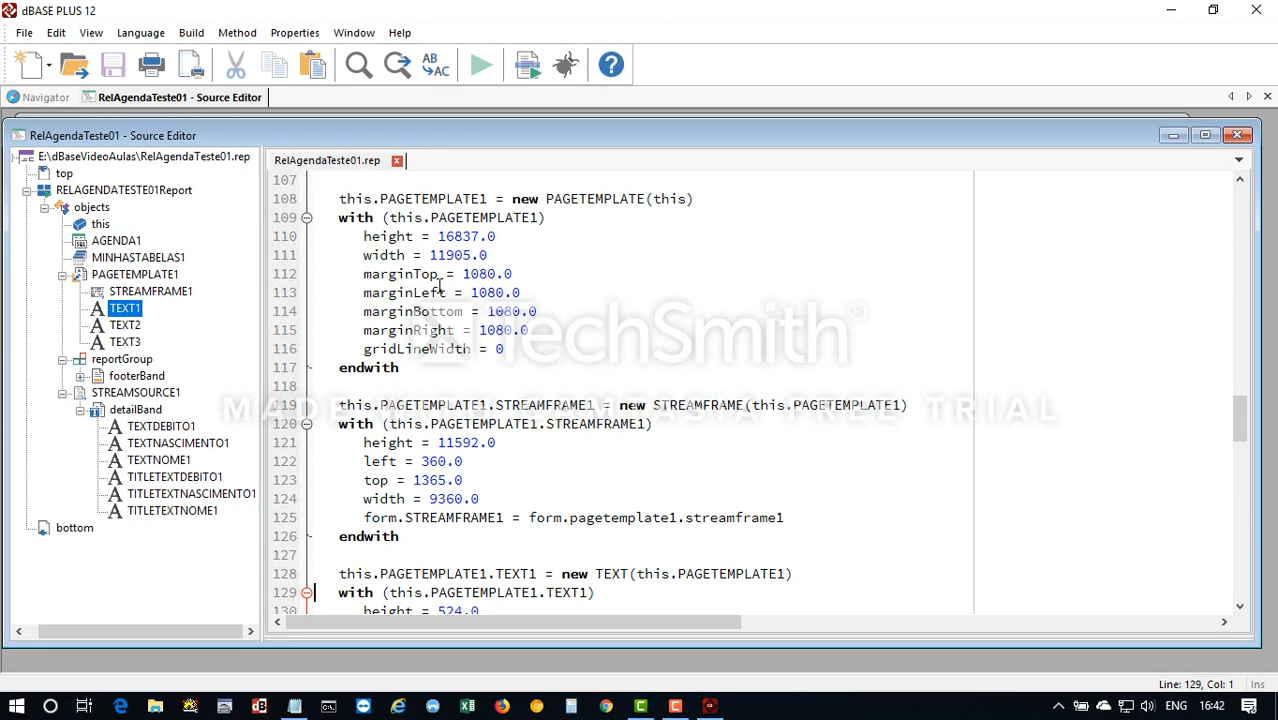 dBASE PLUS 12
File Edit View Language Build Method Properties Window Help
AB
AC
Navigator RelAgendaTeste01 - Source Editor
RelAgendaTeste01 - Source Editor
E:\dBaseVideoAulas\RelAgendaTeste01.rep
top
RELAGENDATESTE01Report
objects
this
AGENDA1
MINHASTABELAS1
PAGETEMPLATE1
STREAMFRAME1
TEXT1
TEXT2
TEXT3
reportGroup
footerBand
STREAMSOURCE1
detailBand
TEXTDEBITO1
TEXTNASCIMENTO1
TEXTNOME1
TITLETEXTDEBITO1
TITLETEXTNASCIMENTO1
TITLETEXTNOME1
bottom
RelAgendaTeste01.rep
107
108 this.PAGETEMPLATE1 = new PAGETEMPLATE(this)
109 with (this.PAGETEMPLATE1)
110 height = 16837.0
111 width = 11905.0
112 marginTop = 1080.0
113 marginLeft = 1080.0
114 marginBottom = 1080.0
115 marginRight = 1080.0
116 gridLineWidth = 0
117 endwith
118
119 this.PAGETEMPLATE1.STREAMFRAME1 = new STREAMFRAME(this.PAGETEMPLATE1)
120 with (this.PAGETEMPLATE1.STREAMFRAME1)
121 height = 11592.0
122 left = 360.0
123 top = 1365.0
124 width = 9360.0
125 form.STREAMFRAME1 = form.pagetemplate1.streamframe1
126 endwith
127
128 this.PAGETEMPLATE1.TEXT1 = new TEXT(this.PAGETEMPLATE1)
129 with (this.PAGETEMPLATE1.TEXT1)
130 height = 524.0
TechSmith®
MADE WITH CAMTASIA FREE TRIAL
Line: 129, Col: 1 Ins
ENG 16:42